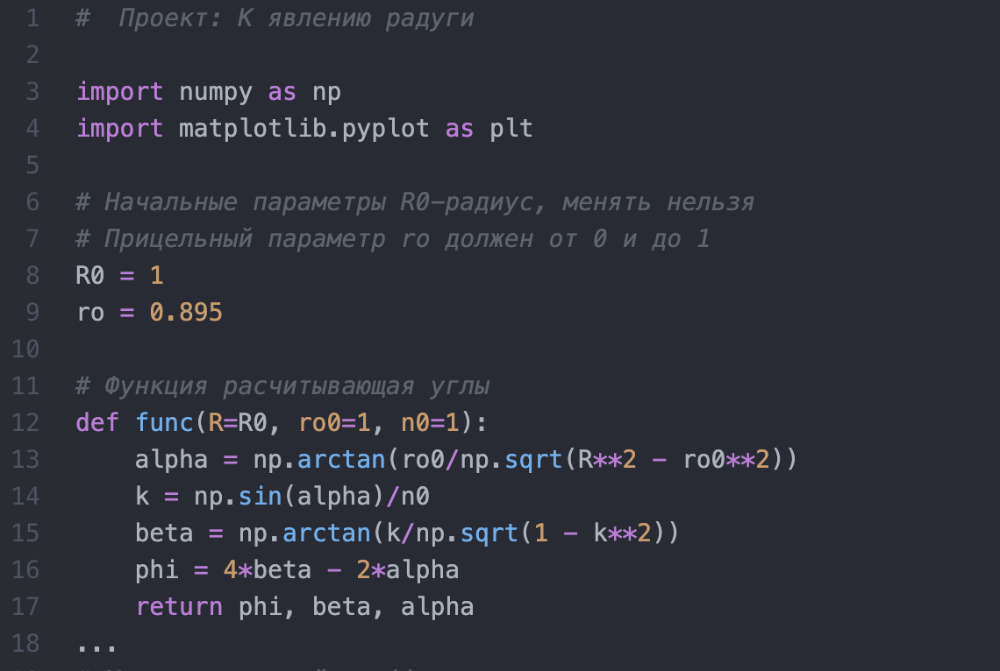 1 #  Проект: К явлению радуги
2
3 import numpy as np
4 import matplotlib.pyplot as plt
5
6 # Начальные параметры R0-радиус, менять нельзя
7 # Прицельный параметр ro должен от 0 и до 1
8 R0 = 1
9 ro = 0.895
10
11 # Функция расчитывающая углы
12 def func(R=R0, ro0=1, n0=1):
13     alpha = np.arctan(ro0/np.sqrt(R**2 - ro0**2))
14     k = np.sin(alpha)/n0
15     beta = np.arctan(k/np.sqrt(1 - k**2))
16     phi = 4*beta - 2*alpha
17     return phi, beta, alpha
18 ...